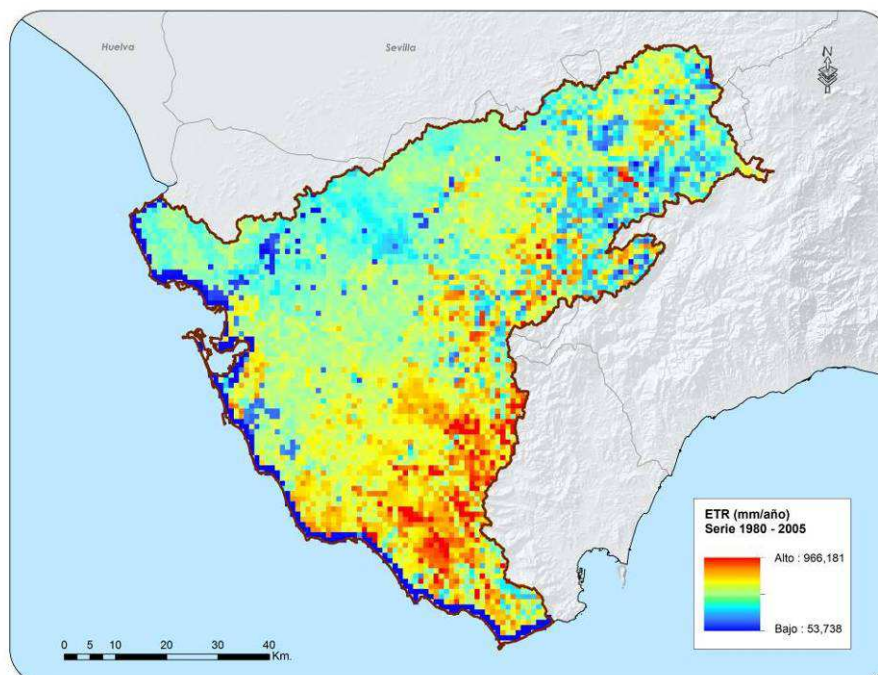 Huelva
Sevilla
N
ETR (mm/año)
Serie 1980 - 2005
Alto : 966,181
Bajo : 53,738
0 5 10 20 30 40
Km.